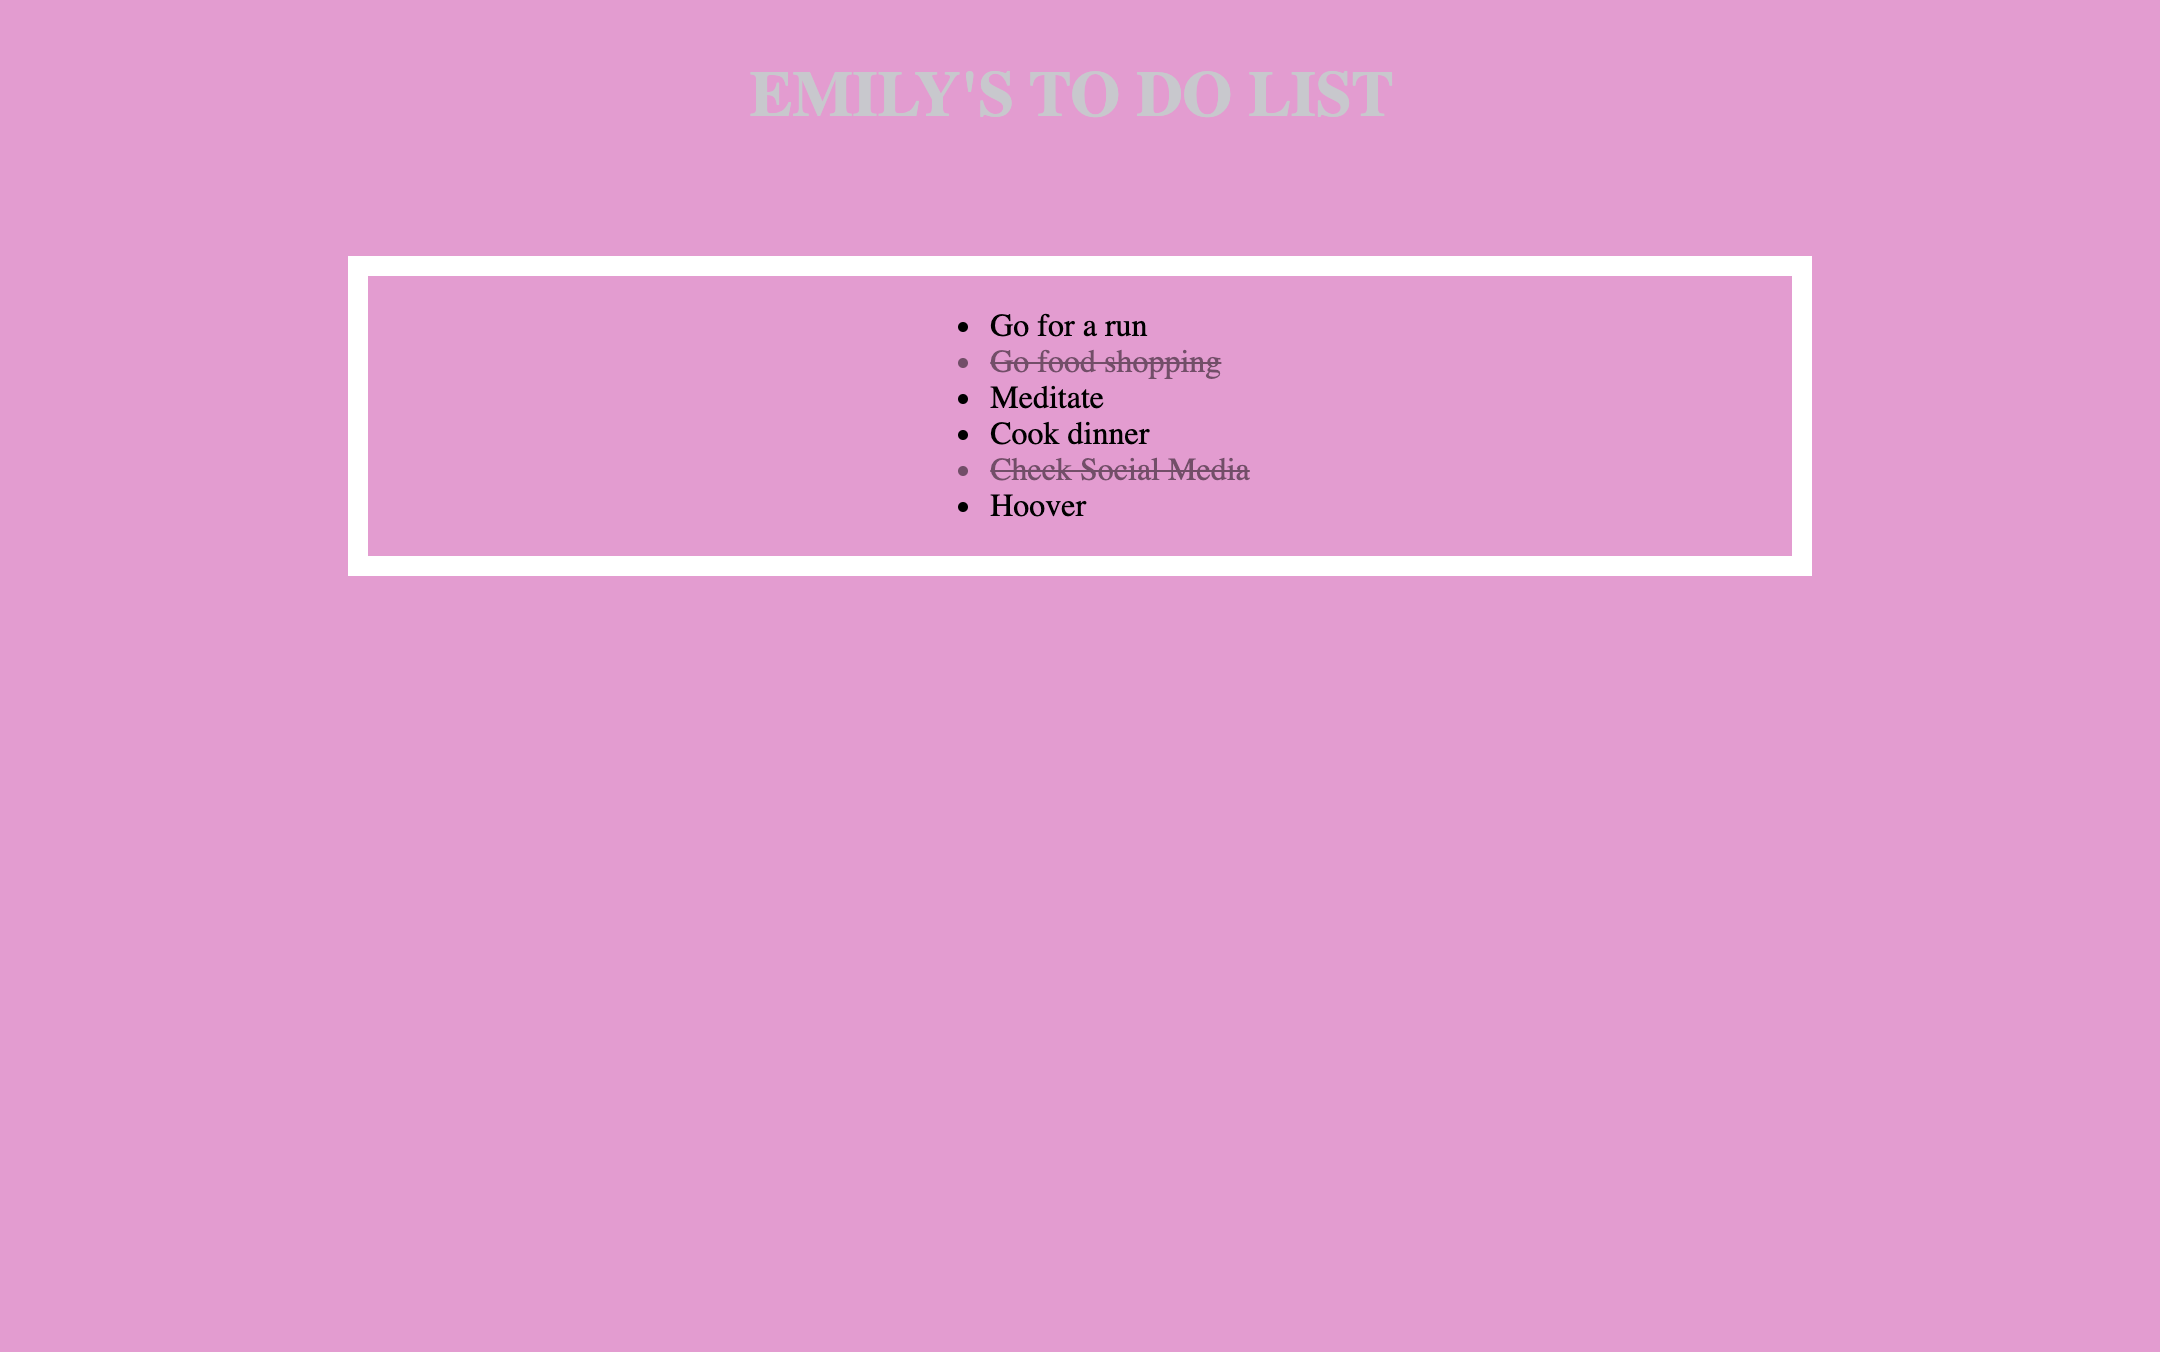 EMILY'S TO DO LIST
Go for a run
Go food shopping
Meditate
Cook dinner
Check Social Media
Hoover